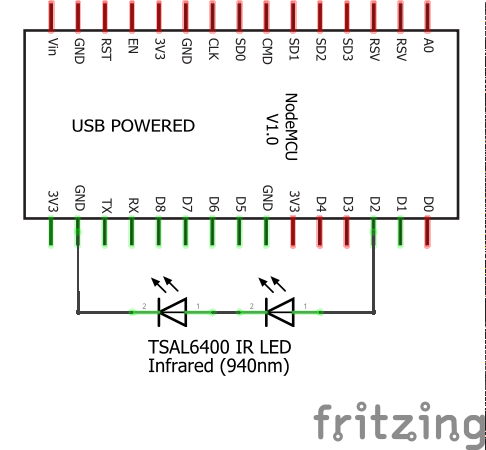 Vin GND RST EN 3V3 GND CLK SD0 CMD SD1 SD2 SD3 RSV RSV A0
USB POWERED
NodeMCU
V1.0
3V3 GND TX RX D8 D7 D6 D5 GND 3V3 D4 D3 D2 D1 D0
2 1 2 1
TSAL6400 IR LED
Infrared (940nm)
fritzing